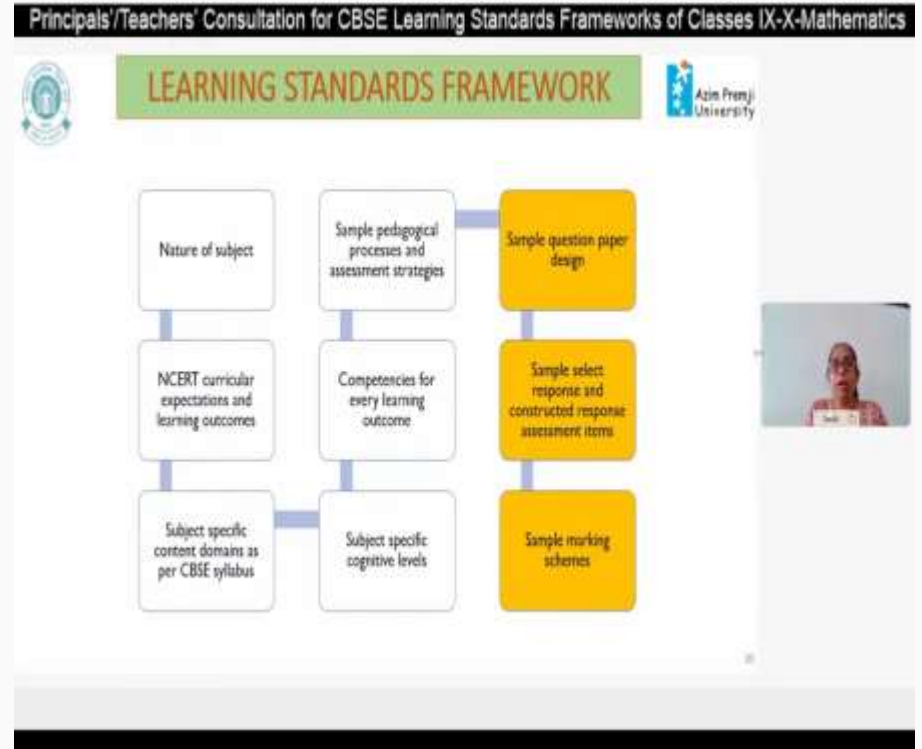 Principals'/Teachers' Consultation for CBSE Learning Standards Frameworks of Classes IX-X-Mathematics
LEARNING STANDARDS FRAMEWORK
Azim Premji
University
Nature of subject
NCERT curricular
expectations and
learning outcomes
Subject specific
content domains as
per CBSE syllabus
Subject specific
cognitive levels
Competencies for
every learning
outcome
Sample pedagogical
processes and
assessment strategies
Sample question paper
design
Sample select
response and
constructed response
assessment items
Sample marking
schemes